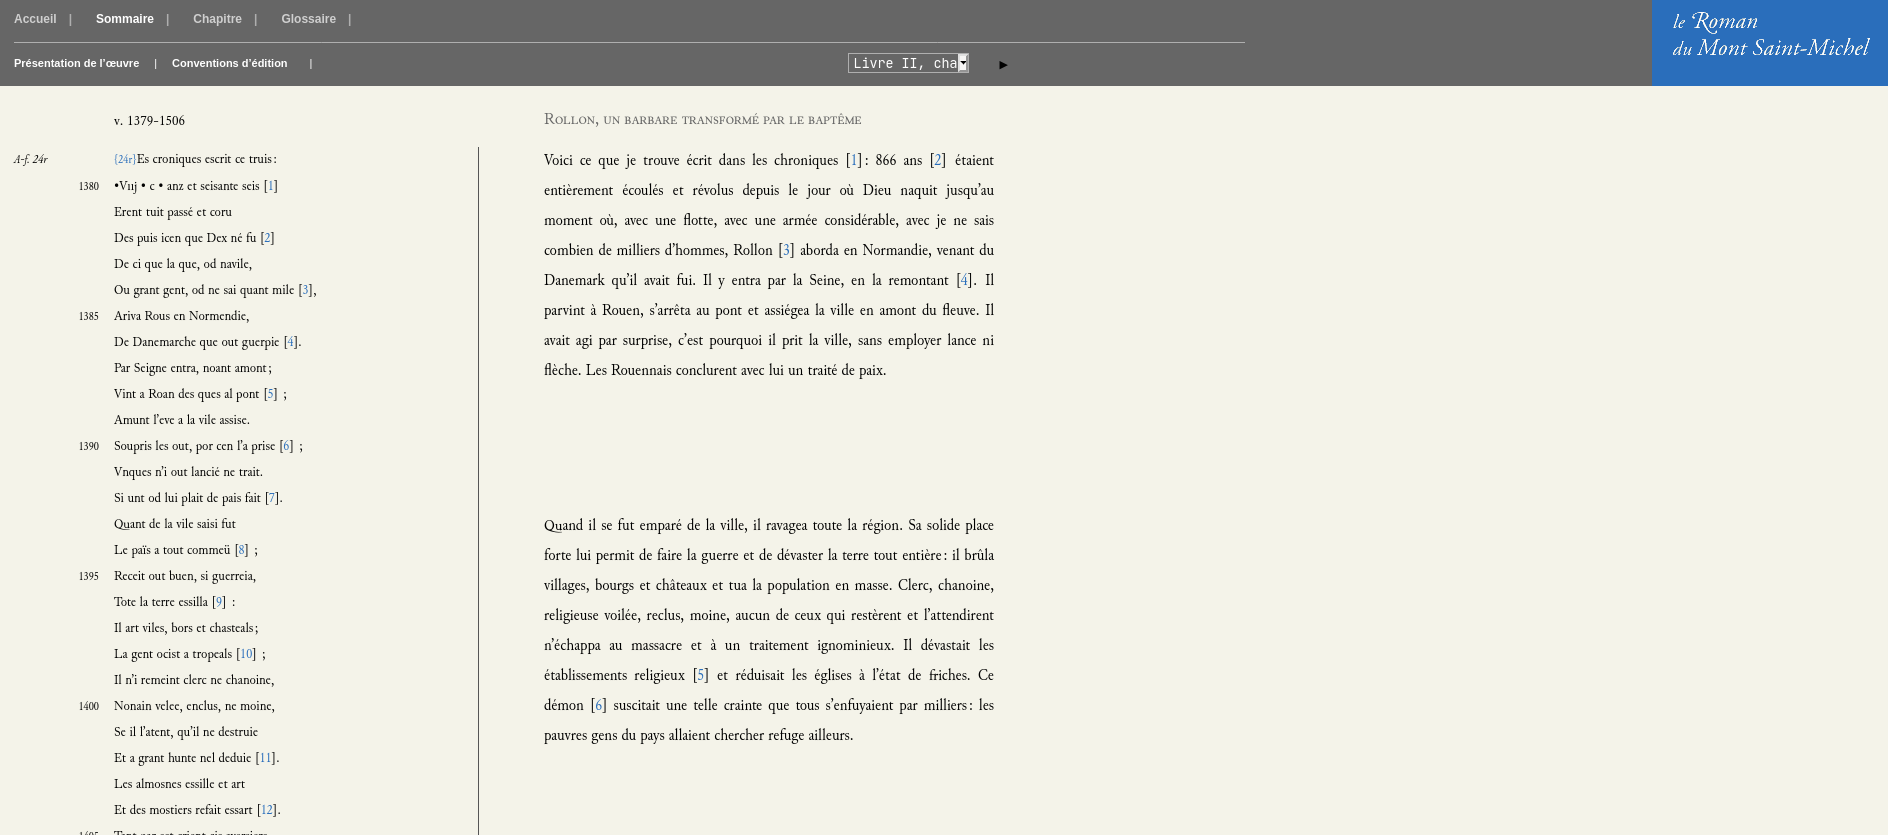 Accueil | Sommaire | Chapitre | Glossaire |
Présentation de l'œuvre | Conventions d'édition |
Livre II, cha
le Roman
du Mont Saint-Michel
v. 1379-1506
A-f. 24r
{24r}Es croniques escrit ce truis :
1380 •Vııj • c • anz et seisante seis [1]
Erent tuit passé et coru
Des puis icen que Dex né fu [2]
De ci que la que, od navile,
Ou grant gent, od ne sai quant mile [3],
1385 Ariva Rous en Normendie,
De Danemarche que out guerpie [4].
Par Seigne entra, noant amont ;
Vint a Roan des ques al pont [5] ;
Amunt l'eve a la vile assise.
1390 Soupris les out, por cen l'a prise [6] ;
Vnques n'i out lancié ne trait.
Si unt od lui plait de pais fait [7].
Quant de la vile saisi fut
Le païs a tout commeü [8] ;
1395 Receit out buen, si guerreia,
Tote la terre essilla [9] :
Il art viles, bors et chasteals ;
La gent ocist a tropeals [10] ;
Il n'i remeint clerc ne chanoine,
1400 Nonain velee, enclus, ne moine,
Se il l'atent, qu'il ne destruie
Et a grant hunte nel deduie [11].
Les almosnes essille et art
Et des mostiers refait essart [12].
Rollon, un barbare transformé par le baptême
Voici ce que je trouve écrit dans les chroniques [1] : 866 ans [2] étaient
entièrement écoulés et révolus depuis le jour où Dieu naquit jusqu'au
moment où, avec une flotte, avec une armée considérable, avec je ne sais
combien de milliers d'hommes, Rollon [3] aborda en Normandie, venant du
Danemark qu'il avait fui. Il y entra par la Seine, en la remontant [4]. Il
parvint à Rouen, s'arrêta au pont et assiégea la ville en amont du fleuve. Il
avait agi par surprise, c'est pourquoi il prit la ville, sans employer lance ni
flèche. Les Rouennais conclurent avec lui un traité de paix.
Quand il se fut emparé de la ville, il ravagea toute la région. Sa solide place
forte lui permit de faire la guerre et de dévaster la terre tout entière : il brûla
villages, bourgs et châteaux et tua la population en masse. Clerc, chanoine,
religieuse voilée, reclus, moine, aucun de ceux qui restèrent et l'attendirent
n'échappa au massacre et à un traitement ignominieux. Il dévastait les
établissements religieux [5] et réduisait les églises à l'état de friches. Ce
démon [6] suscitait une telle crainte que tous s'enfuyaient par milliers : les
pauvres gens du pays allaient chercher refuge ailleurs.